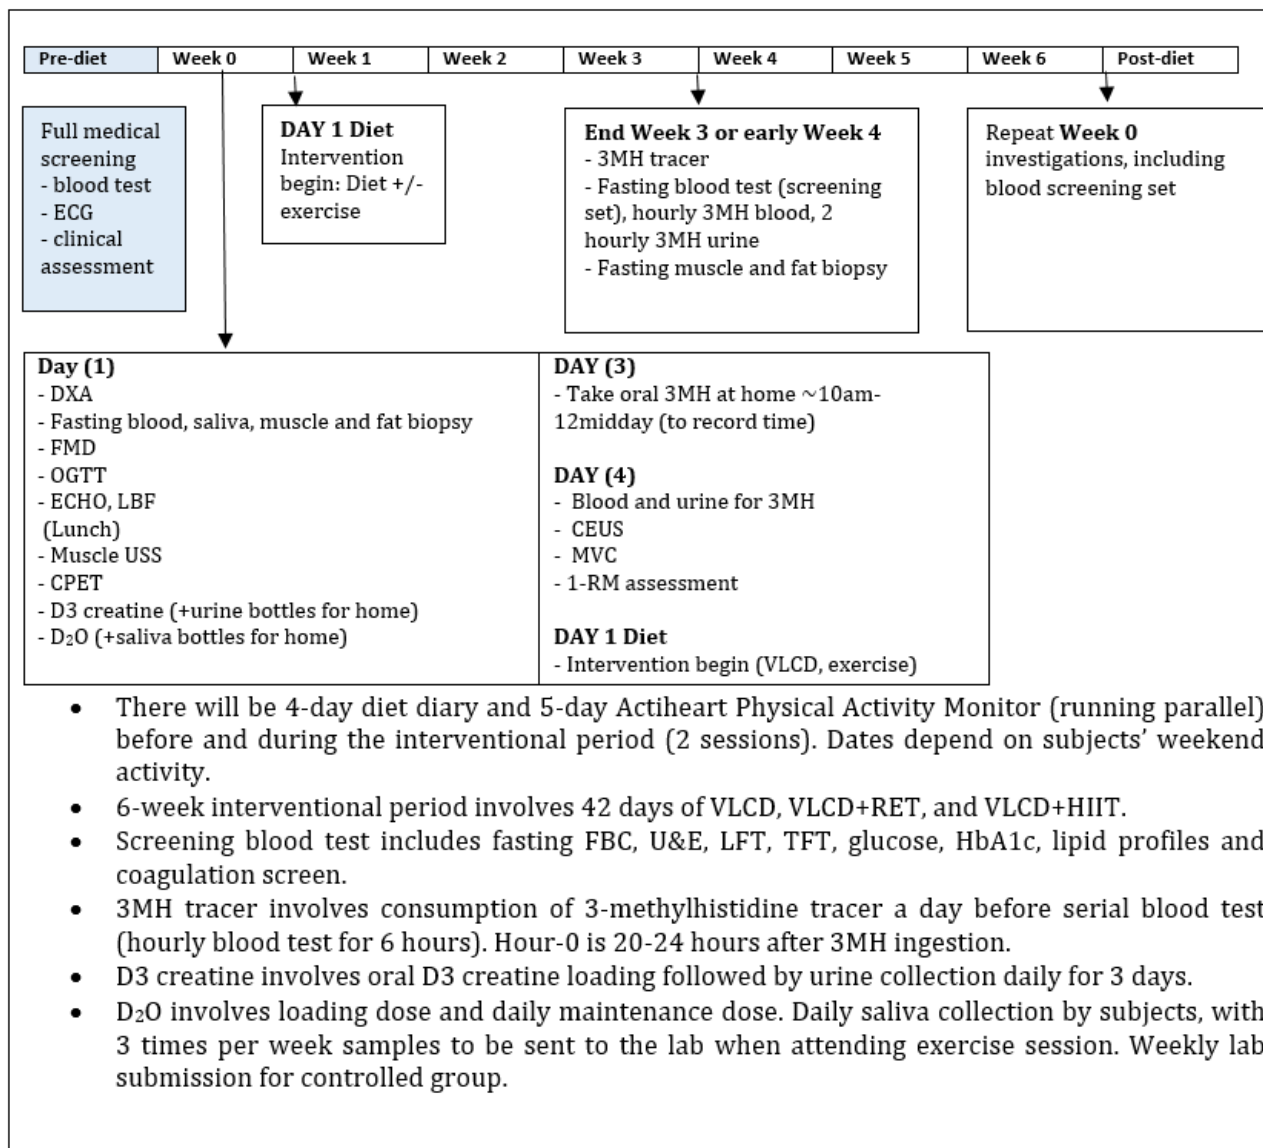 Pre-diet Week 0 Week 1 Week 2 Week 3 Week 4 Week 5 Week 6 Post-diet
Full medical
screening
- blood test
- ECG
- clinical
assessment
DAY 1 Diet
Intervention
begin: Diet +/-
exercise
End Week 3 or early Week 4
- 3MH tracer
- Fasting blood test (screening
set), hourly 3MH blood, 2
hourly 3MH urine
- Fasting muscle and fat biopsy
Repeat Week 0
investigations, including
blood screening set
Day (1)
- DXA
- Fasting blood, saliva, muscle and fat biopsy
- FMD
- OGTT
- ECHO, LBF
(Lunch)
- Muscle USS
- CPET
- D3 creatine (+urine bottles for home)
- D₂O (+saliva bottles for home)
DAY (3)
- Take oral 3MH at home ~10am-
12midday (to record time)
DAY (4)
- Blood and urine for 3MH
- CEUS
- MVC
- 1-RM assessment
DAY 1 Diet
- Intervention begin (VLCD, exercise)
• There will be 4-day diet diary and 5-day Actiheart Physical Activity Monitor (running parallel)
before and during the interventional period (2 sessions). Dates depend on subjects' weekend
activity.
• 6-week interventional period involves 42 days of VLCD, VLCD+RET, and VLCD+HIIT.
• Screening blood test includes fasting FBC, U&E, LFT, TFT, glucose, HbA1c, lipid profiles and
coagulation screen.
• 3MH tracer involves consumption of 3-methylhistidine tracer a day before serial blood test
(hourly blood test for 6 hours). Hour-0 is 20-24 hours after 3MH ingestion.
• D3 creatine involves oral D3 creatine loading followed by urine collection daily for 3 days.
• D₂O involves loading dose and daily maintenance dose. Daily saliva collection by subjects, with
3 times per week samples to be sent to the lab when attending exercise session. Weekly lab
submission for controlled group.